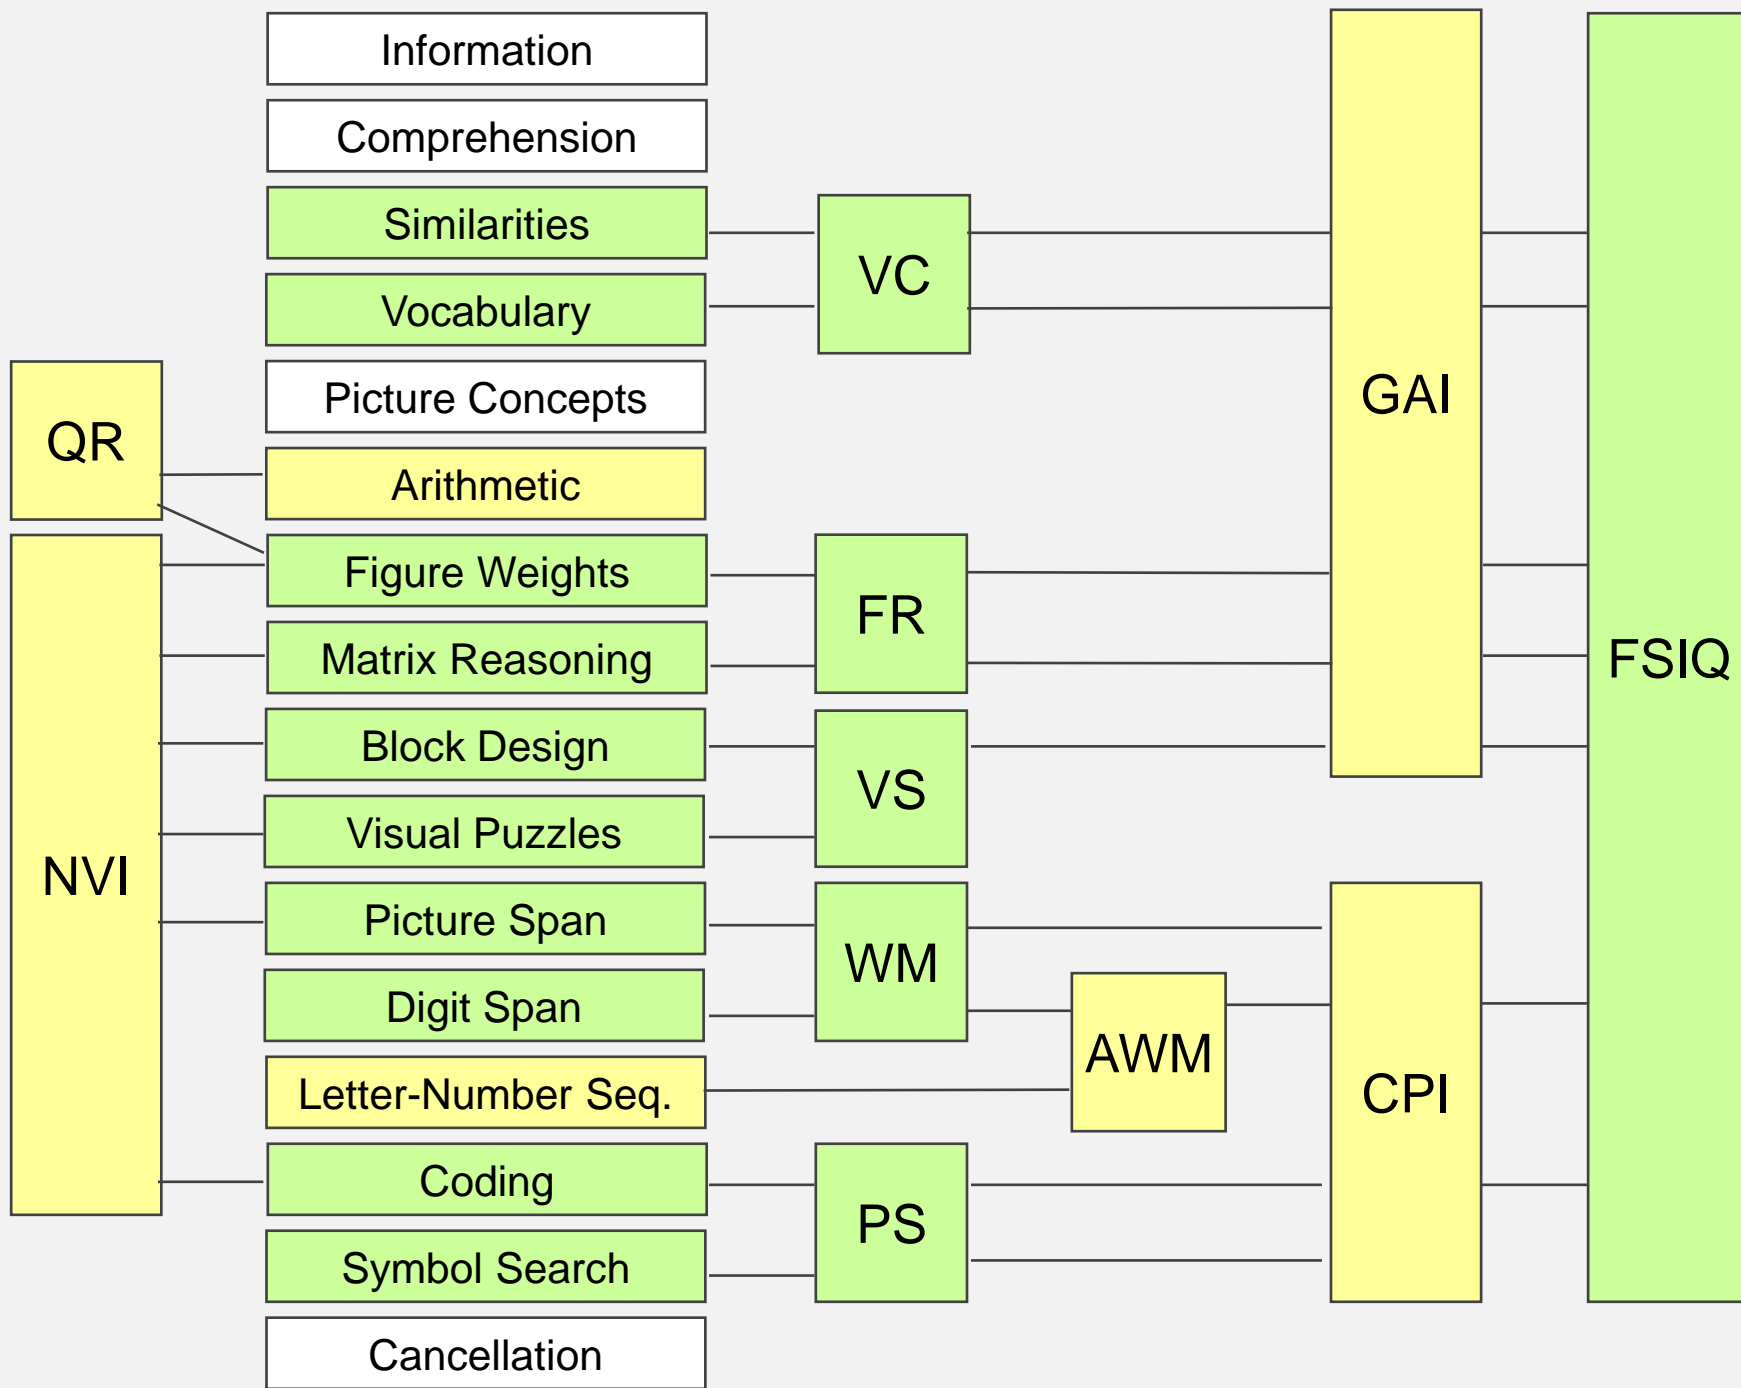 Information
Comprehension
Similarities
Vocabulary
Picture Concepts
Arithmetic
Figure Weights
Matrix Reasoning
Block Design
Visual Puzzles
Picture Span
Digit Span
Letter-Number Seq.
Coding
Symbol Search
Cancellation
QR
NVI
VC
FR
VS
WM
AWM
PS
GAI
CPI
FSIQ